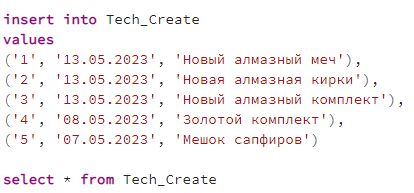 insert into Tech_Create
values
('1', '13.05.2023', 'Новый алмазный меч'),
('2', '13.05.2023', 'Новая алмазная кирки'),
('3', '13.05.2023', 'Новый алмазный комплект'),
('4', '08.05.2023', 'Золотой комплект'),
('5', '07.05.2023', 'Мешок сапфиров')
select * from Tech_Create